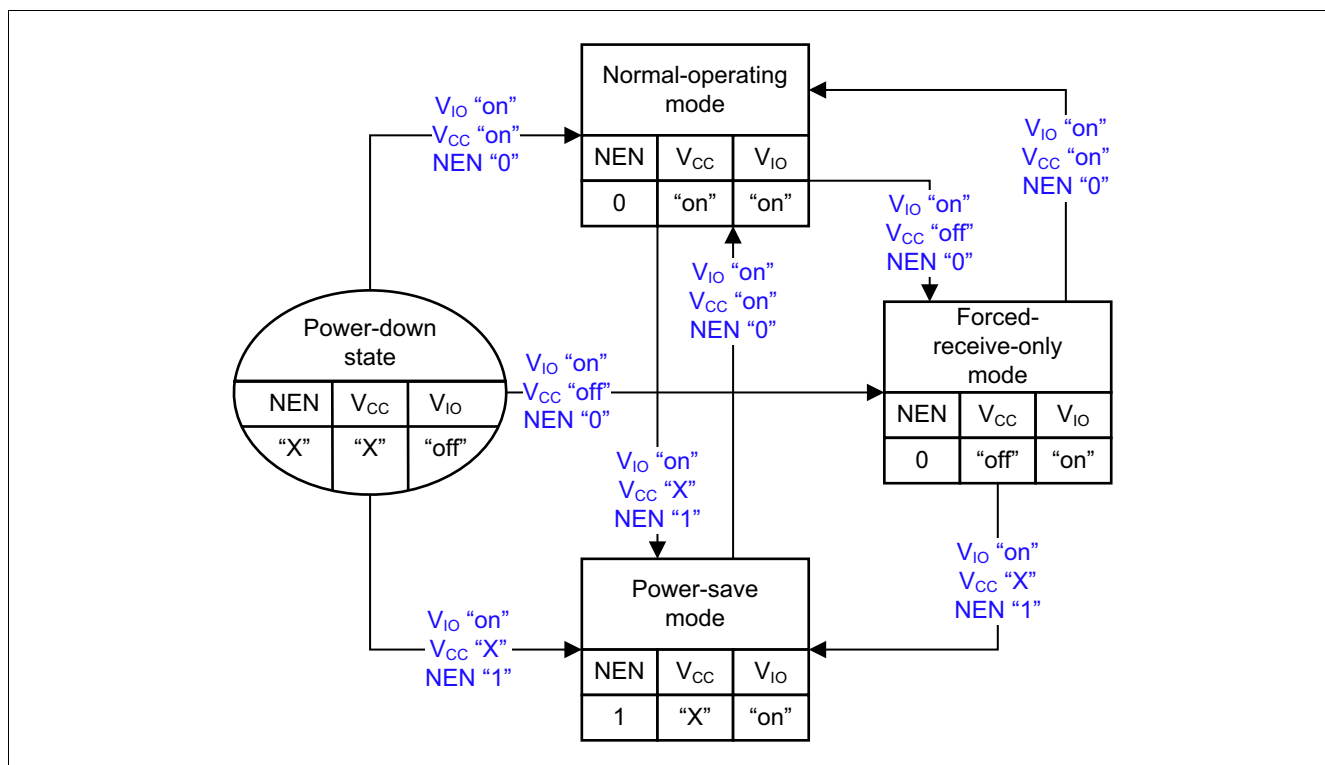 Normal-operating
mode
NEN VCC VIO
0 “on” “on”
VIO “on”
VCC “on”
NEN “0”
VIO “on”
VCC “on”
NEN “0”
VIO “on”
VCC “off”
NEN “0”
VIO “on”
VCC “on”
NEN “0”
Power-down
state
NEN VCC VIO
“X” “X” “off”
VIO “on”
VCC “off”
NEN “0”
Forced-
receive-only
mode
NEN VCC VIO
0 “off” “on”
VIO “on”
VCC “X”
NEN “1”
VIO “on”
VCC “X”
NEN “1”
VIO “on”
VCC “X”
NEN “1”
Power-save
mode
NEN VCC VIO
1 “X” “on”